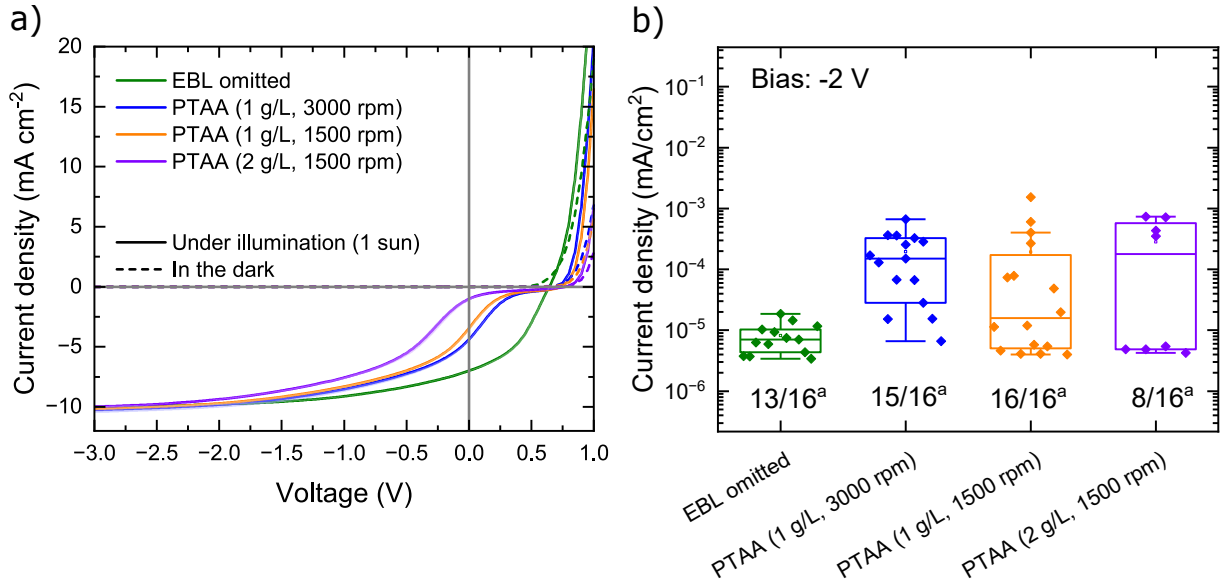 a)
20
15
10
5
0
−5
−10
Current density (mA cm⁻²)
EBL omitted
PTAA (1 g/L, 3000 rpm)
PTAA (1 g/L, 1500 rpm)
PTAA (2 g/L, 1500 rpm)
Under illumination (1 sun)
In the dark
−3.0 −2.5 −2.0 −1.5 −1.0 −0.5 0.0 0.5 1.0
Voltage (V)
b)
Bias: -2 V
10⁻¹
10⁻²
10⁻³
10⁻⁴
10⁻⁵
10⁻⁶
Current density (mA/cm²)
13/16ᵃ 15/16ᵃ 16/16ᵃ 8/16ᵃ
EBL omitted
PTAA (1 g/L, 3000 rpm)
PTAA (1 g/L, 1500 rpm)
PTAA (2 g/L, 1500 rpm)